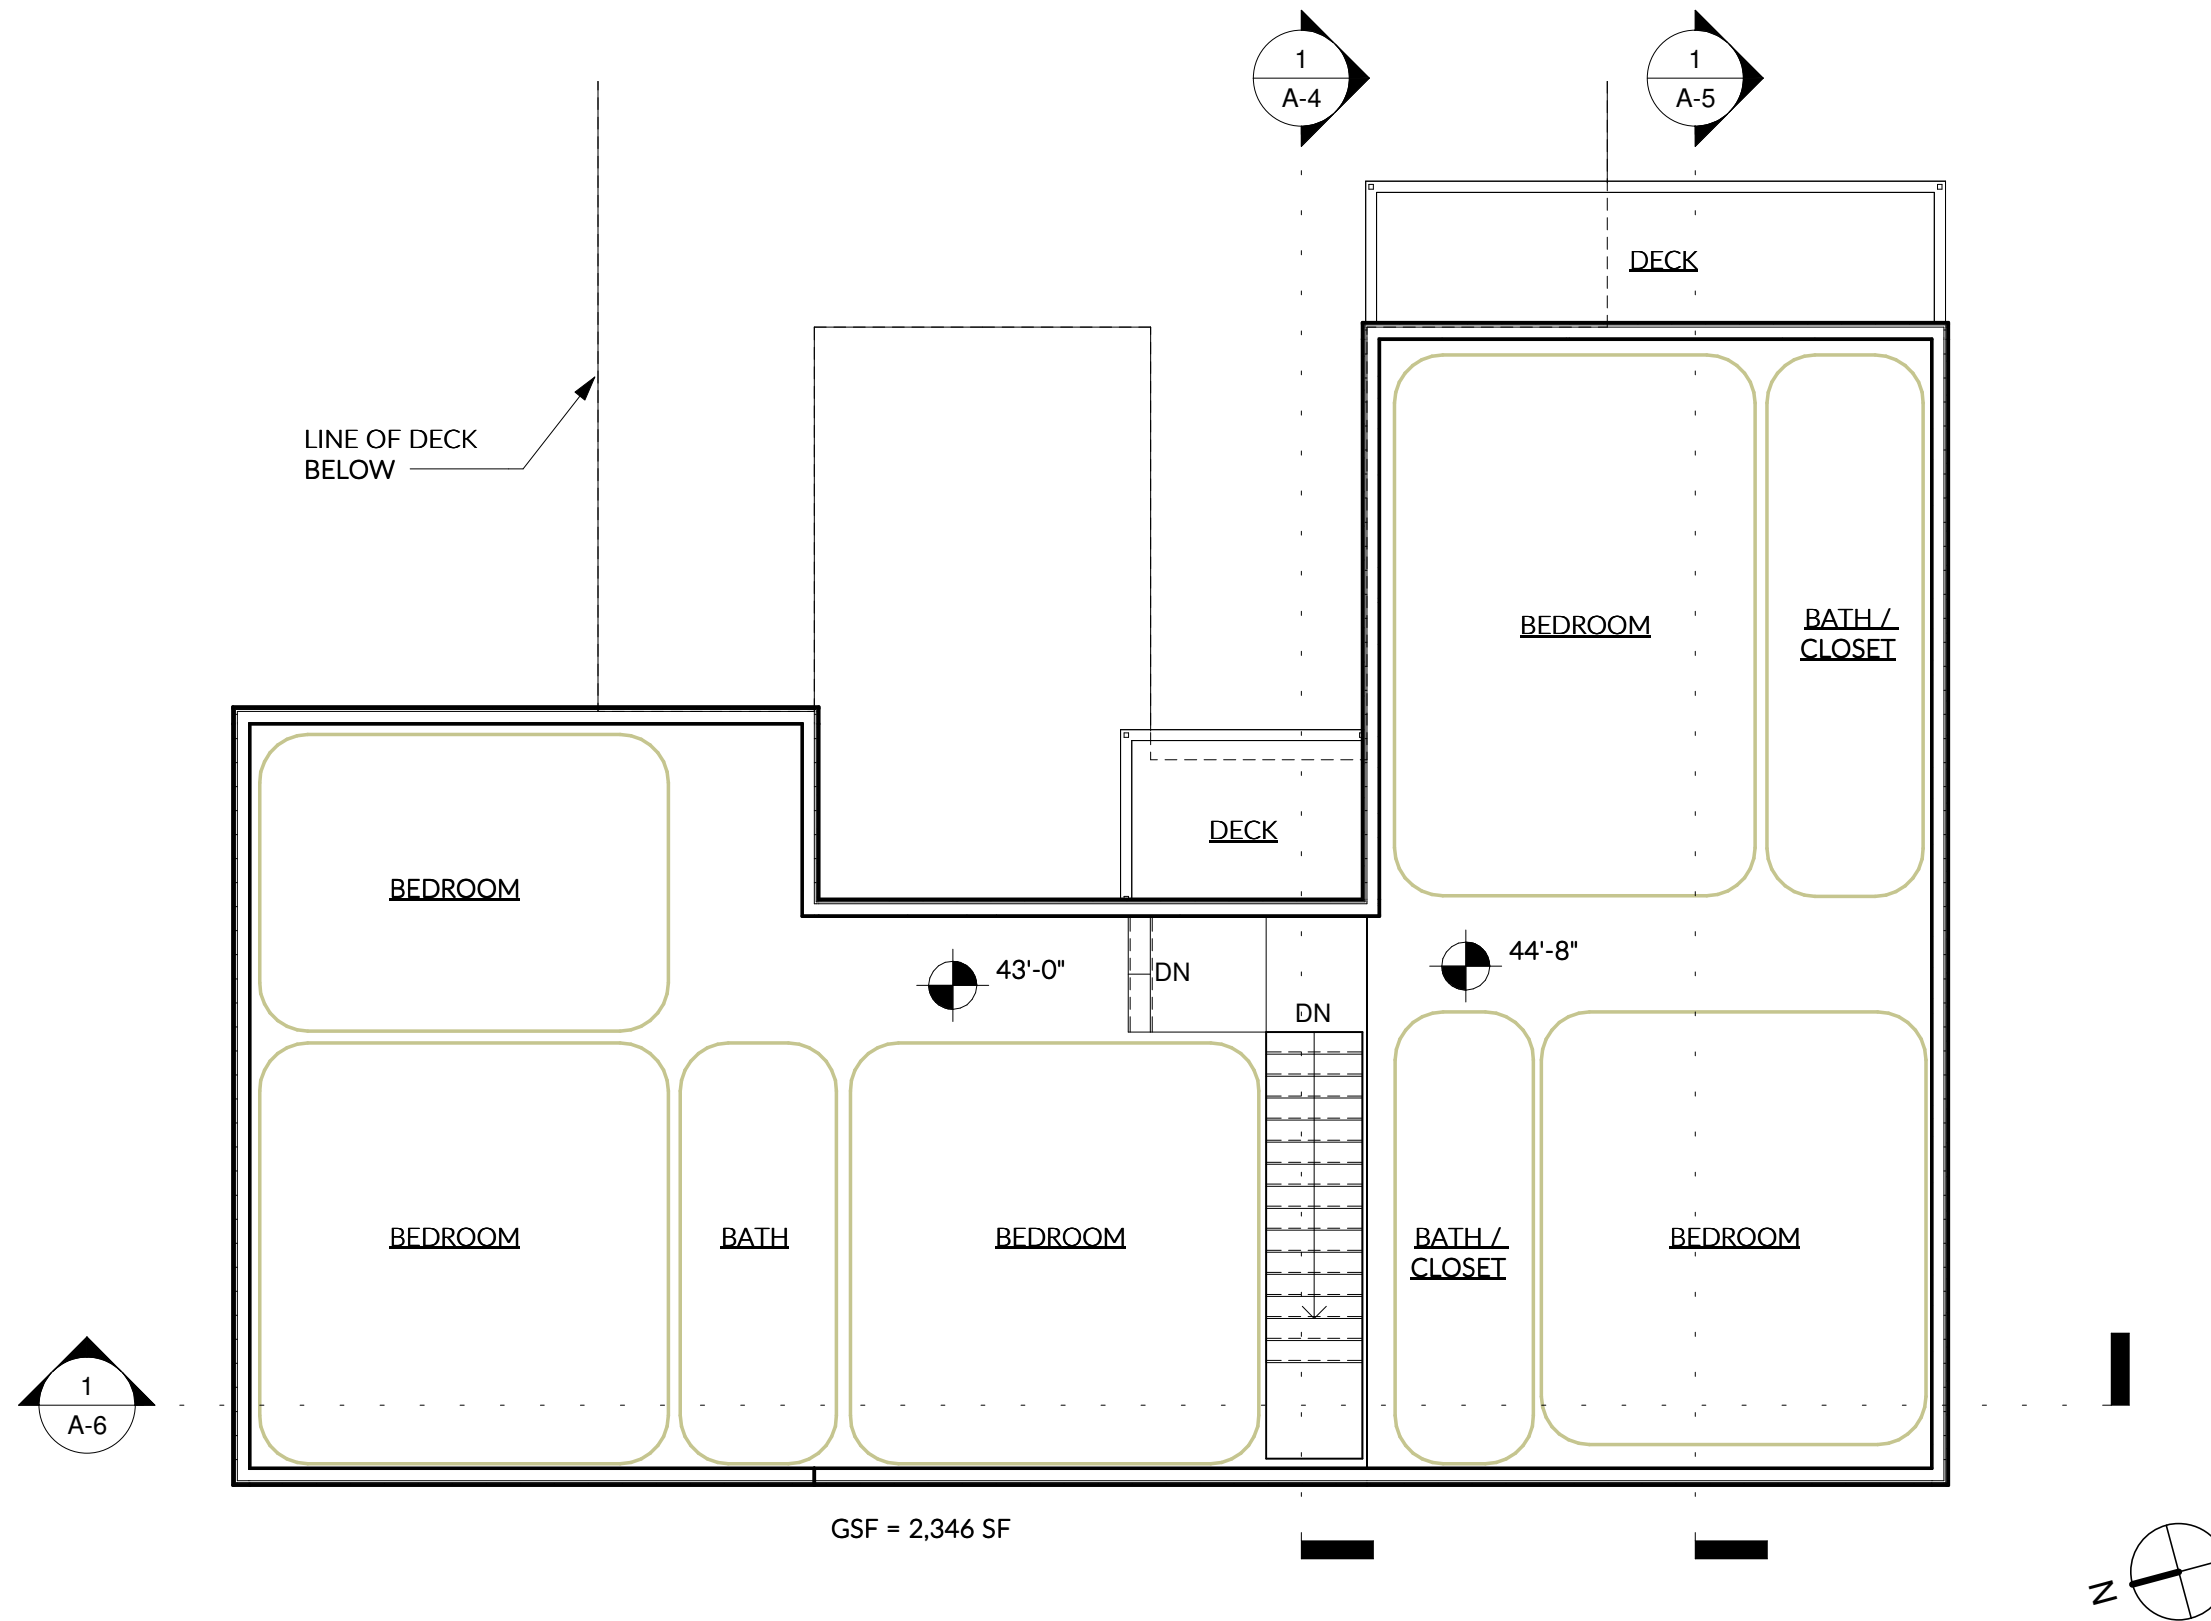 1
A-4
1
A-5
DECK
LINE OF DECK
BELOW
BEDROOM
BATH /
CLOSET
DECK
BEDROOM
43'-0"
DN
44'-8"
DN
BEDROOM
BATH
BEDROOM
BATH /
CLOSET
BEDROOM
1
A-6
GSF = 2,346 SF
N